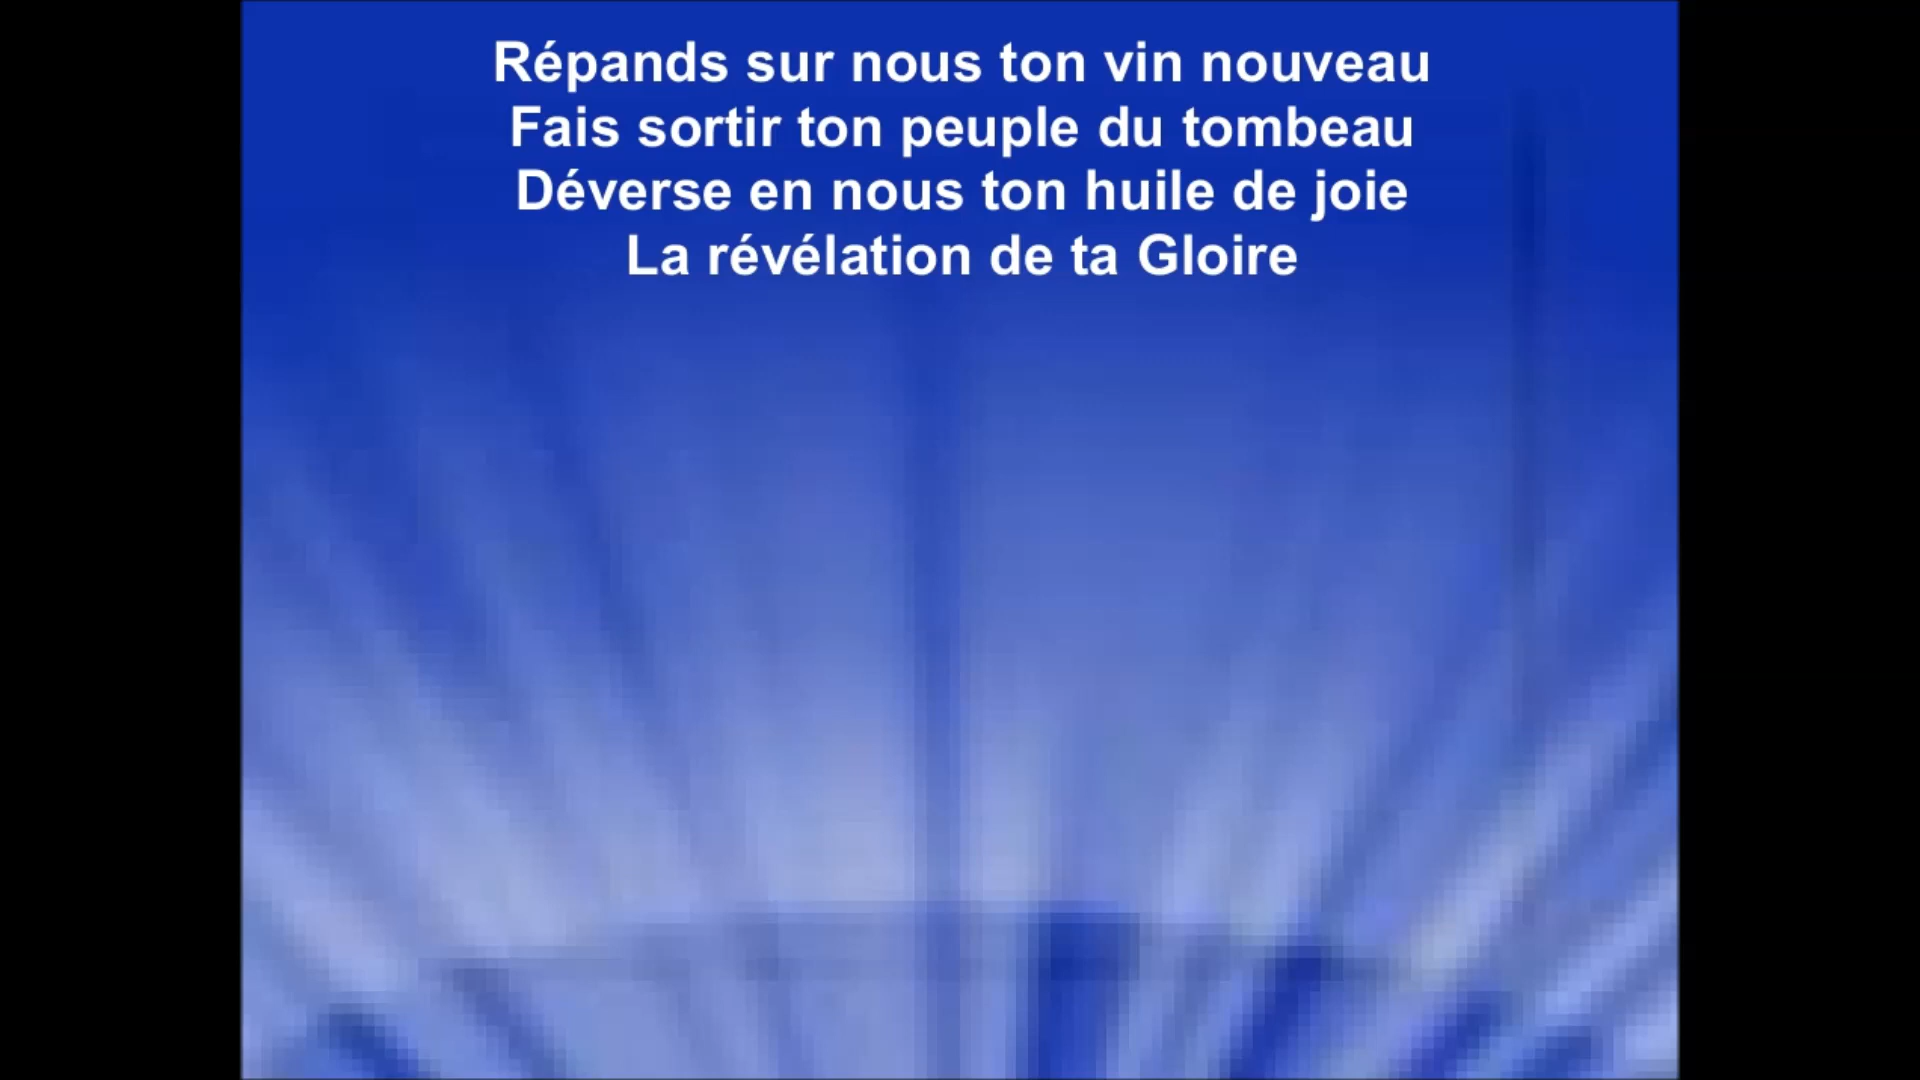 Répands sur nous ton vin nouveau
Fais sortir ton peuple du tombeau
Déverse en nous ton huile de joie
La révélation de ta Gloire